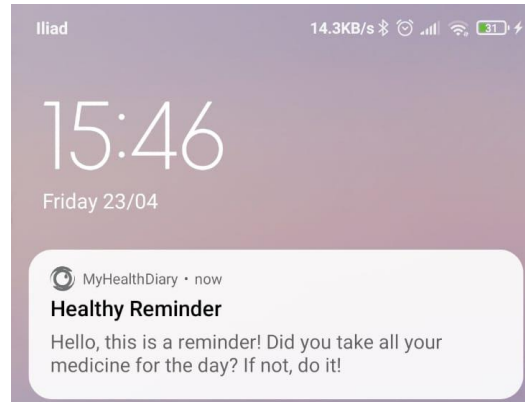 Iliad 14.3KB/s 31
15:46
Friday 23/04
MyHealthDiary • now
Healthy Reminder
Hello, this is a reminder! Did you take all your
medicine for the day? If not, do it!